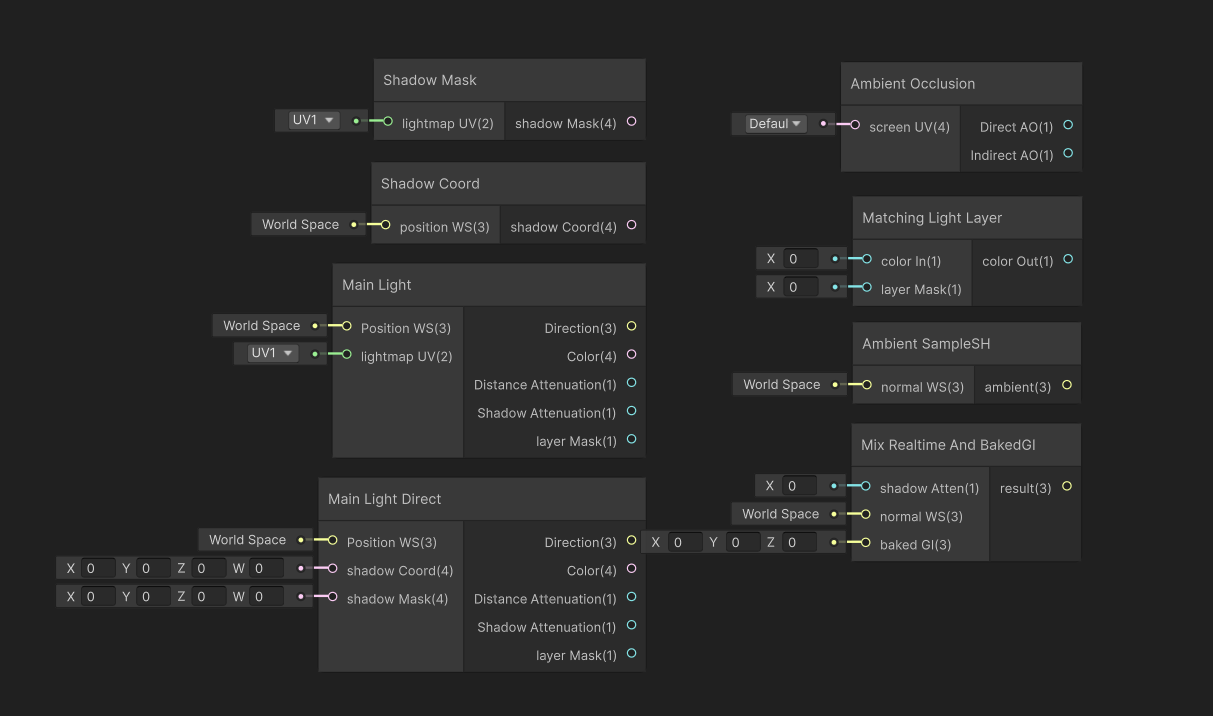 Shadow Mask
UV1 lightmap UV(2) shadow Mask(4)
Shadow Coord
World Space position WS(3) shadow Coord(4)
Main Light
World Space Position WS(3) Direction(3)
UV1 lightmap UV(2) Color(4)
Distance Attenuation(1)
Shadow Attenuation(1)
layer Mask(1)
Main Light Direct
World Space Position WS(3) Direction(3)
X 0 Y 0 Z 0 W 0 shadow Coord(4) Color(4)
X 0 Y 0 Z 0 W 0 shadow Mask(4) Distance Attenuation(1)
Shadow Attenuation(1)
layer Mask(1)
Ambient Occlusion
Defaul screen UV(4) Direct AO(1)
Indirect AO(1)
Matching Light Layer
X 0 color In(1) color Out(1)
X 0 layer Mask(1)
Ambient SampleSH
World Space normal WS(3) ambient(3)
Mix Realtime And BakedGI
X 0 shadow Atten(1) result(3)
World Space normal WS(3)
X 0 Y 0 Z 0 baked GI(3)